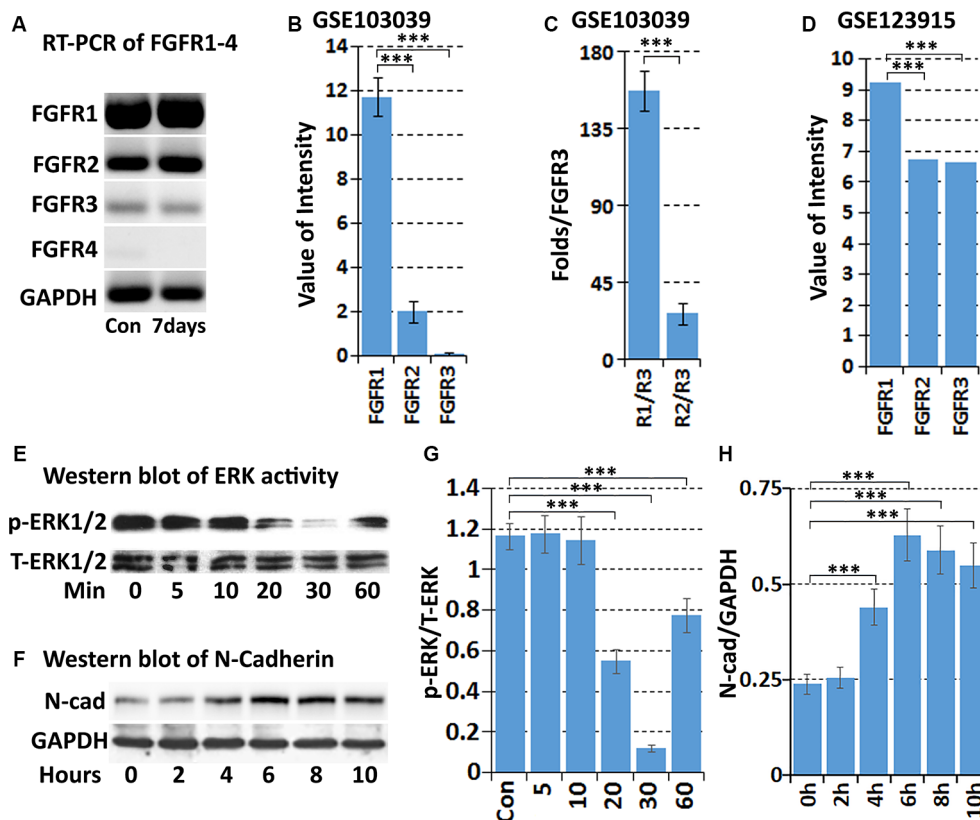 A
RT-PCR of FGFR1-4
FGFR1
FGFR2
FGFR3
FGFR4
GAPDH
Con 7days
B
GSE103039
Value of Intensity
14
12
10
8
6
4
2
0
***
***
FGFR1
FGFR2
FGFR3
C
GSE103039
Folds/FGFR3
180
135
90
45
0
***
R1/R3
R2/R3
D
GSE123915
Value of Intensity
10
9
8
7
6
5
4
3
2
1
0
***
***
FGFR1
FGFR2
FGFR3
E
Western blot of ERK activity
p-ERK1/2
T-ERK1/2
Min 0 5 10 20 30 60
F
Western blot of N-Cadherin
N-cad
GAPDH
Hours 0 2 4 6 8 10
G
p-ERK/T-ERK
1.4
1.2
1
0.8
0.6
0.4
0.2
0
***
***
***
Con
5
10
20
30
60
H
N-cad/GAPDH
0.75
0.5
0.25
0
***
***
***
***
0h
2h
4h
6h
8h
10h